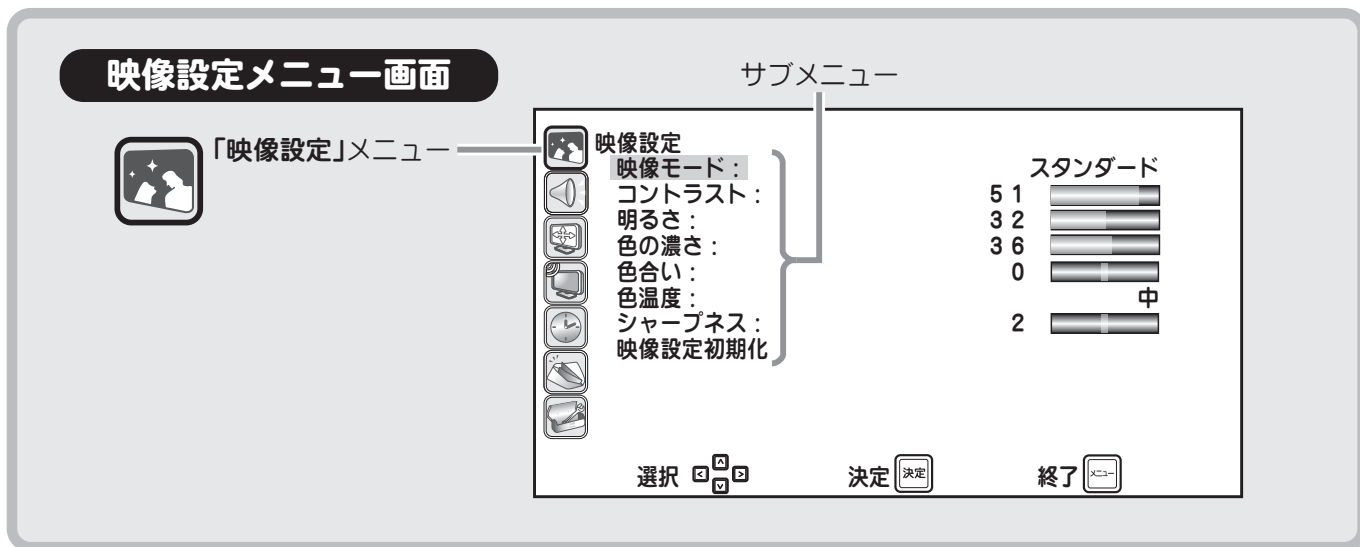 映像設定メニュー画面
サブメニュー
「映像設定」メニュー
映像設定
映像モード： スタンダード
コントラスト： 51
明るさ： 32
色の濃さ： 36
色合い： 0
色温度： 中
シャープネス： 2
映像設定初期化
選択 決定 決定 終了 メニュー